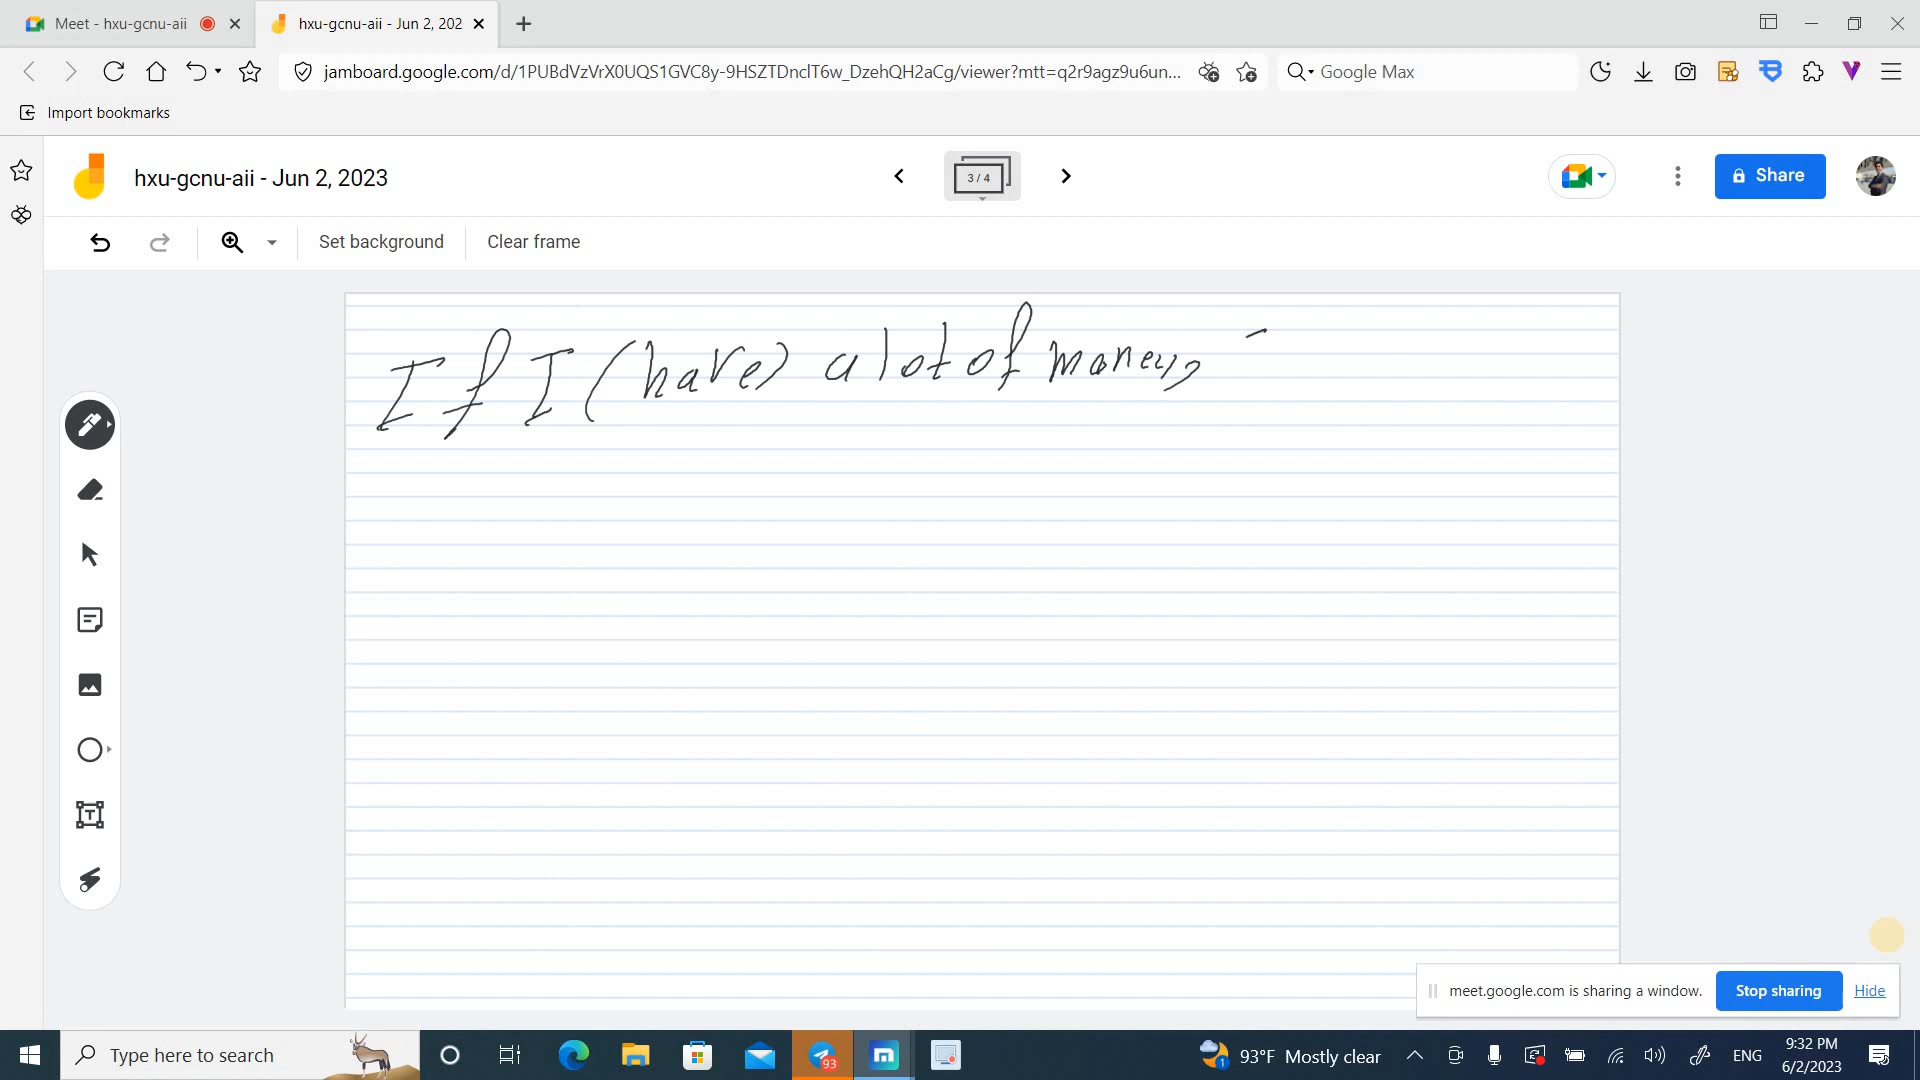 Meet - hxu-gcnu-aii
hxu-gcnu-aii - Jun 2, 202
jamboard.google.com/d/1PUBdVzVrX0UQS1GVC8y-9HSZTDnclT6w_DzehQH2aCg/viewer?mtt=q2r9agz9u6un...
Google Max
Import bookmarks
hxu-gcnu-aii - Jun 2, 2023
3 / 4
Share
Set background
Clear frame
If I (have) a lot of money,
meet.google.com is sharing a window.
Stop sharing
Hide
Type here to search
93
1
93°F Mostly clear
ENG
9:32 PM
6/2/2023